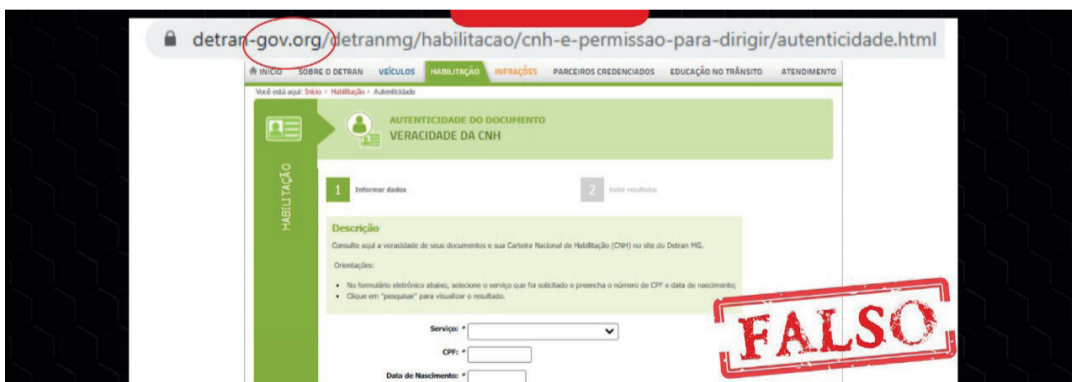 detran-gov.org/detranmg/habilitacao/cnh-e-permissao-para-dirigir/autenticidade.html
INÍCIO SOBRE O DETRAN VEÍCULOS HABILITAÇÃO INFRAÇÕES PARCEIROS CREDENCIADOS EDUCAÇÃO NO TRÂNSITO ATENDIMENTO
Você está aqui: Início › Habilitação › Autenticidade
AUTENTICIDADE DO DOCUMENTO
VERACIDADE DA CNH
HABILITAÇÃO
1 Informar dados
2 Exibir resultados
Descrição
Consulte aqui a veracidade de seus documentos e sua Carteira Nacional de Habilitação (CNH) no site do Detran MG.
Orientações:
• No formulário eletrônico abaixo, selecione o serviço que foi solicitado e preencha o número de CPF e data de nascimento;
• Clique em "pesquisar" para visualizar o resultado.
Serviço: *
CPF: *
Data de Nascimento: *
FALSO